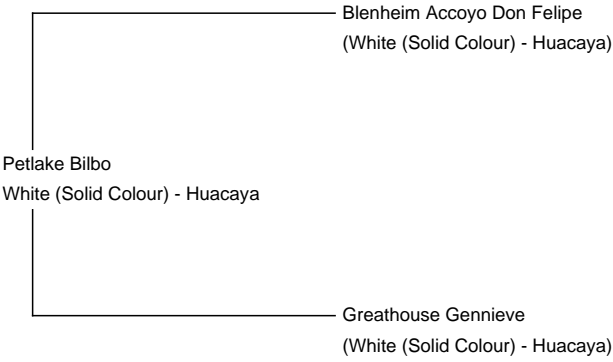 Blenheim Accoyo Don Felipe
(White (Solid Colour) - Huacaya)
Petlake Bilbo
White (Solid Colour) - Huacaya
Greathouse Gennieve
(White (Solid Colour) - Huacaya)